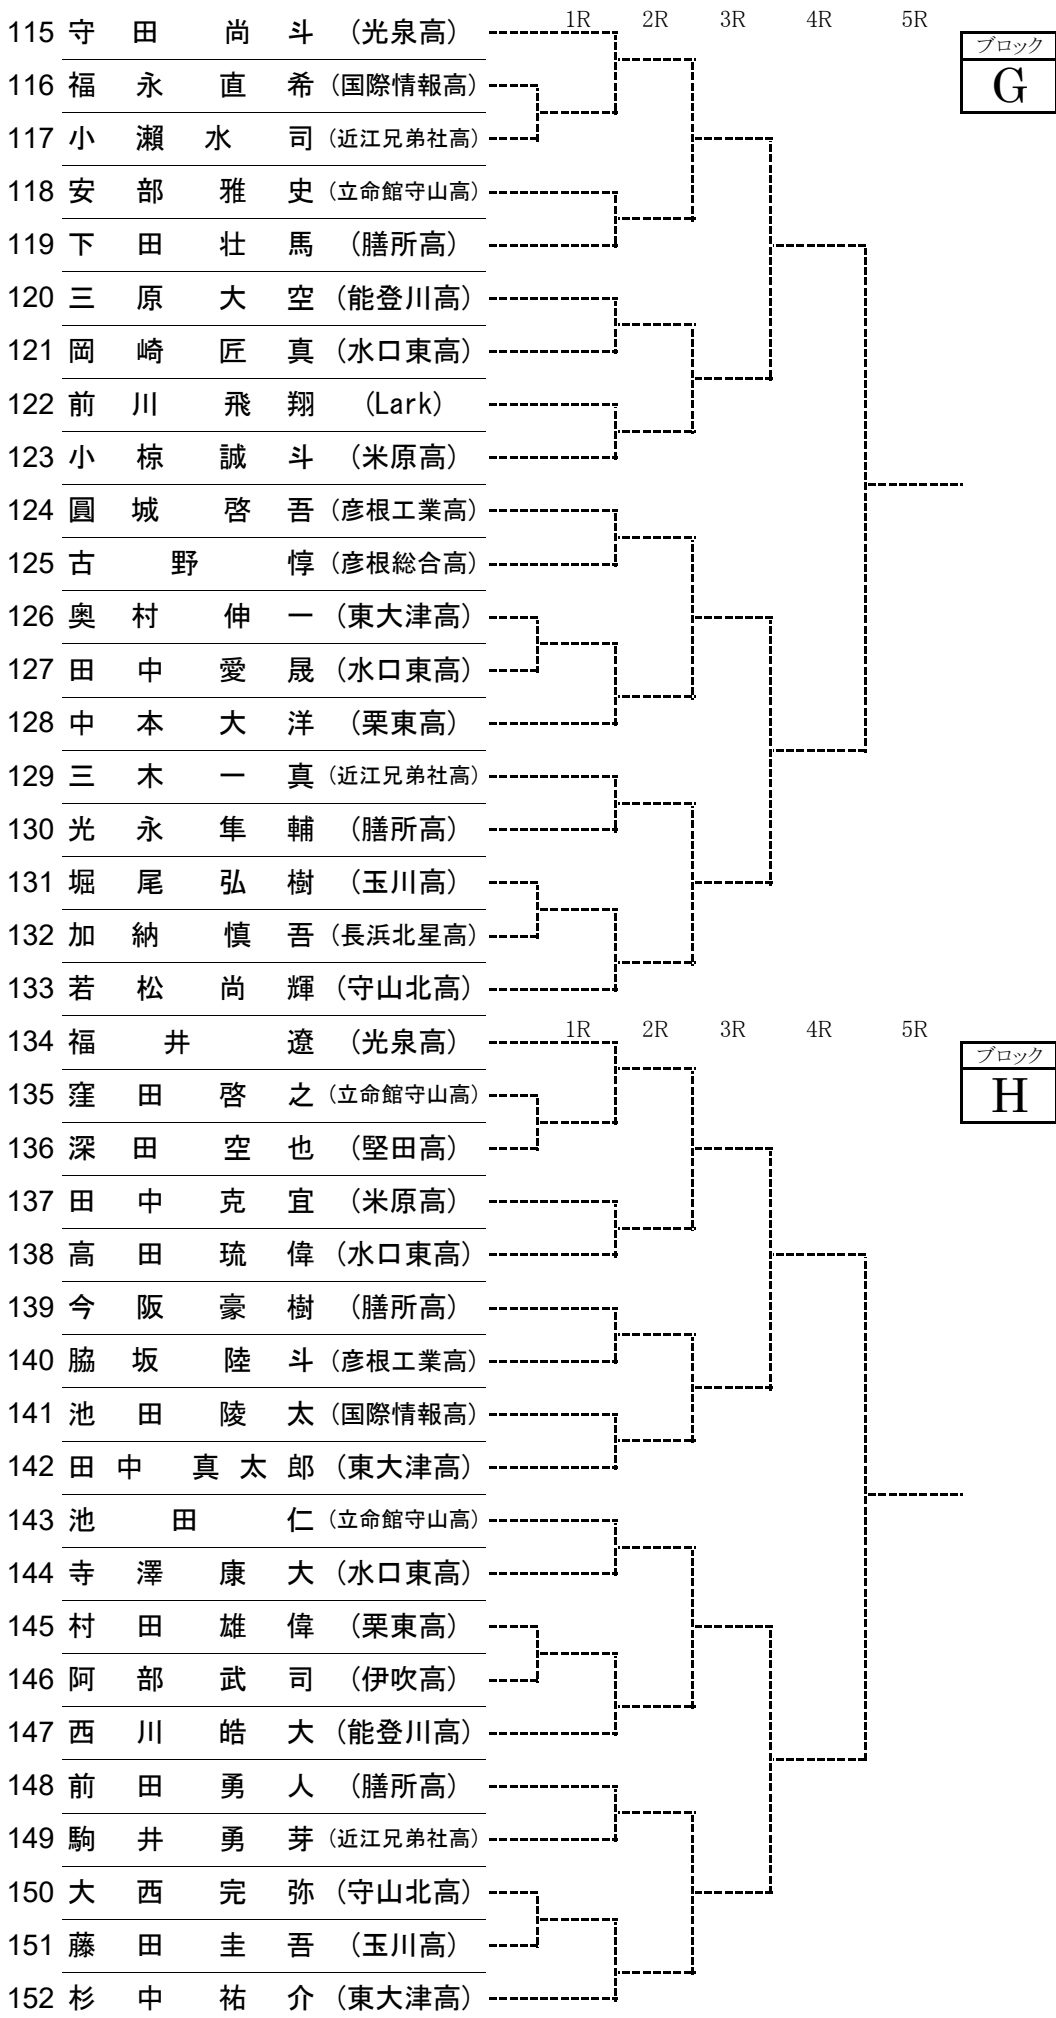 1R 2R 3R 4R 5R
115 守田 尚斗 (光泉高)
ブロック
G
116 福永 直希 (国際情報高)
117 小瀨水 司 (近江兄弟社高)
118 安部 雅史 (立命館守山高)
119 下田 壮馬 (膳所高)
120 三原 大空 (能登川高)
121 岡崎 匠真 (水口東高)
122 前川 飛翔 (Lark)
123 小椋 誠斗 (米原高)
124 圓城 啓吾 (彦根工業高)
125 古野 惇 (彦根総合高)
126 奥村 伸一 (東大津高)
127 田中 愛晟 (水口東高)
128 中本 大洋 (栗東高)
129 三木 一真 (近江兄弟社高)
130 光永 隼輔 (膳所高)
131 堀尾 弘樹 (玉川高)
132 加納 慎吾 (長浜北星高)
133 若松 尚輝 (守山北高)
1R 2R 3R 4R 5R
134 福井 遼 (光泉高)
ブロック
H
135 窪田 啓之 (立命館守山高)
136 深田 空也 (堅田高)
137 田中 克宜 (米原高)
138 高田 琉偉 (水口東高)
139 今阪 豪樹 (膳所高)
140 脇坂 陸斗 (彦根工業高)
141 池田 陵太 (国際情報高)
142 田中 真太郎 (東大津高)
143 池田 仁 (立命館守山高)
144 寺澤 康大 (水口東高)
145 村田 雄偉 (栗東高)
146 阿部 武司 (伊吹高)
147 西川 皓大 (能登川高)
148 前田 勇人 (膳所高)
149 駒井 勇芽 (近江兄弟社高)
150 大西 完弥 (守山北高)
151 藤田 圭吾 (玉川高)
152 杉中 祐介 (東大津高)